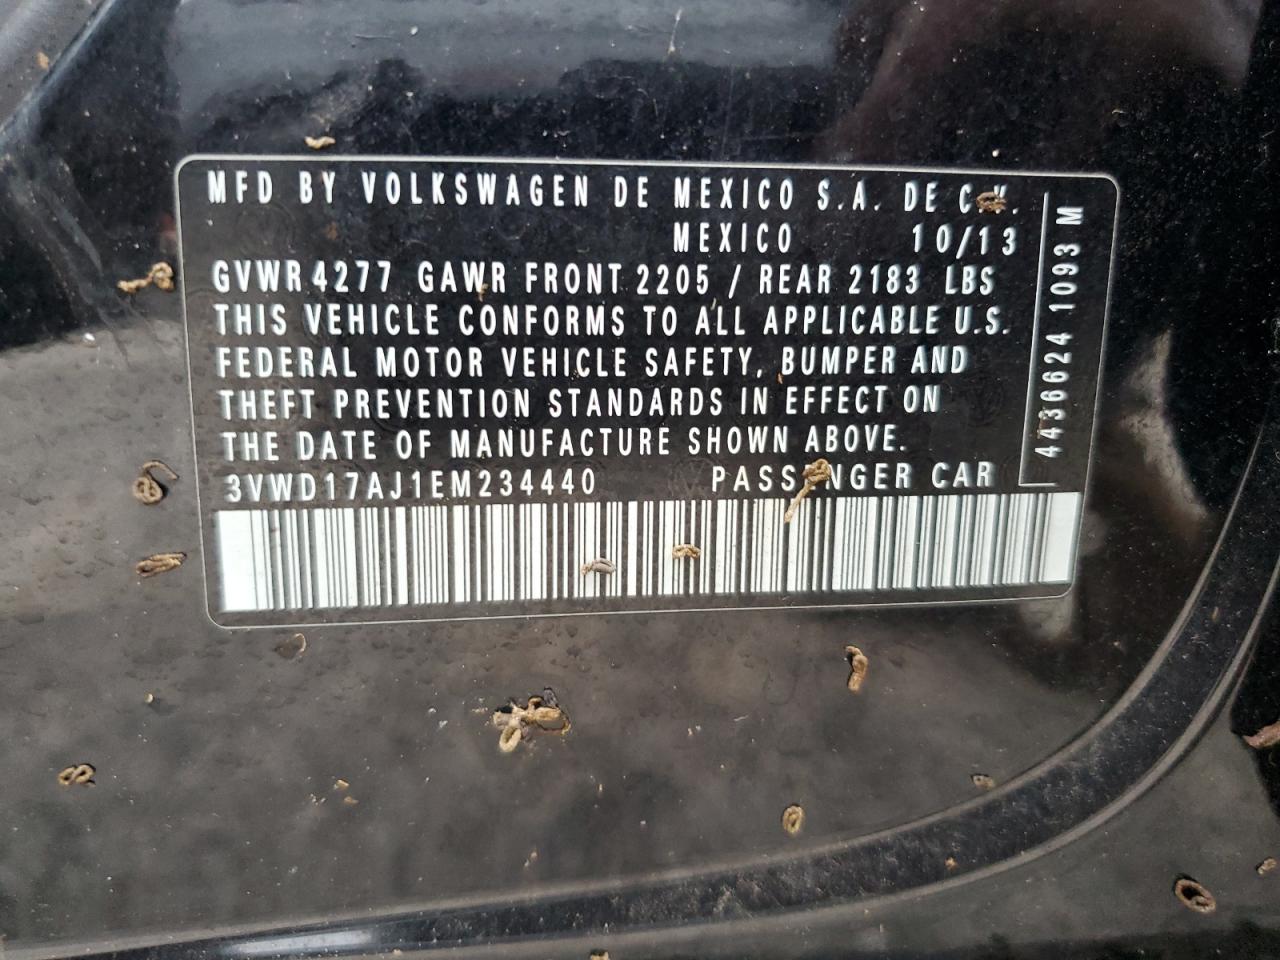 MFD BY VOLKSWAGEN DE MEXICO S.A. DE C.V.
MEXICO 10/13
GVWR 4277 GAWR FRONT 2205 / REAR 2183 LBS
THIS VEHICLE CONFORMS TO ALL APPLICABLE U.S.
FEDERAL MOTOR VEHICLE SAFETY, BUMPER AND
THEFT PREVENTION STANDARDS IN EFFECT ON
THE DATE OF MANUFACTURE SHOWN ABOVE.
3VWD17AJ1EM234440 PASSENGER CAR
4436624 1093 M